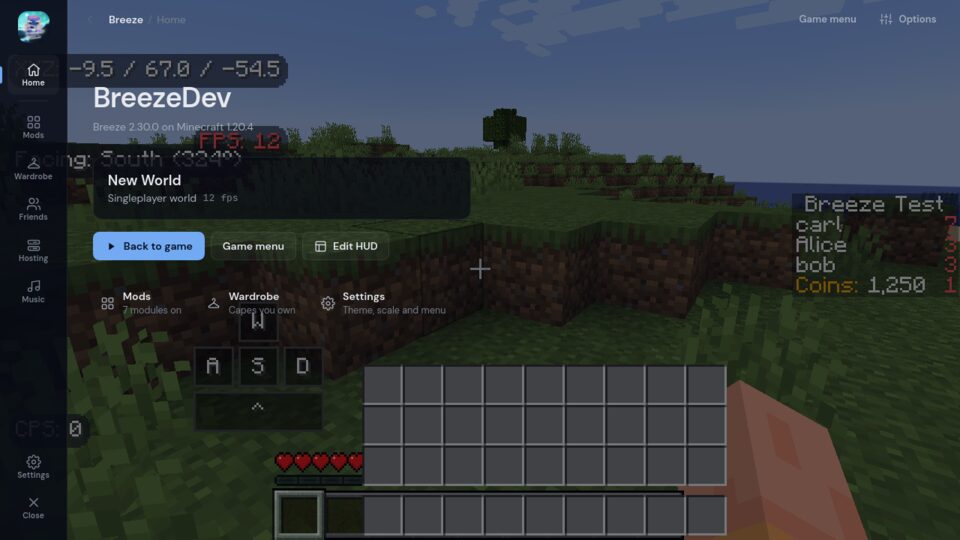 Breeze / Home
Game menu
Options
Home
-9.5 / 67.0 / -54.5
BreezeDev
Breeze 2.30.0 on Minecraft 1.20.4
Mods
FPS: 12
Facing: South (324°)
Wardrobe
New World
Singleplayer world 12 fps
Friends
Breeze Test
carl 7
Alice 3
bob 3
Coins: 1,250 1
Back to game
Game menu
Edit HUD
Hosting
Music
Mods
7 modules on
Wardrobe
Capes you own
Settings
Theme, scale and menu
W
A S D
^
CPS: 0
Settings
Close